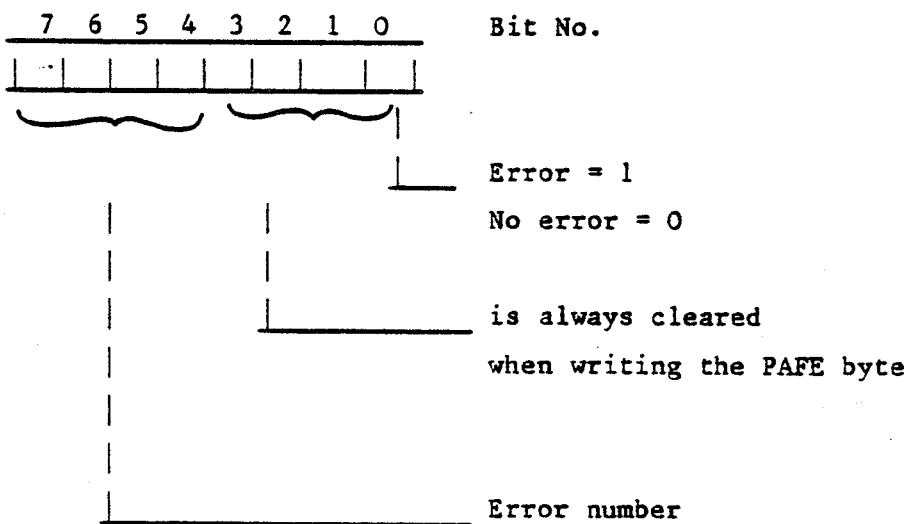 7 6 5 4 3 2 1 0 Bit No.
Error = 1
No error = 0
is always cleared
when writing the PAFE byte
Error number